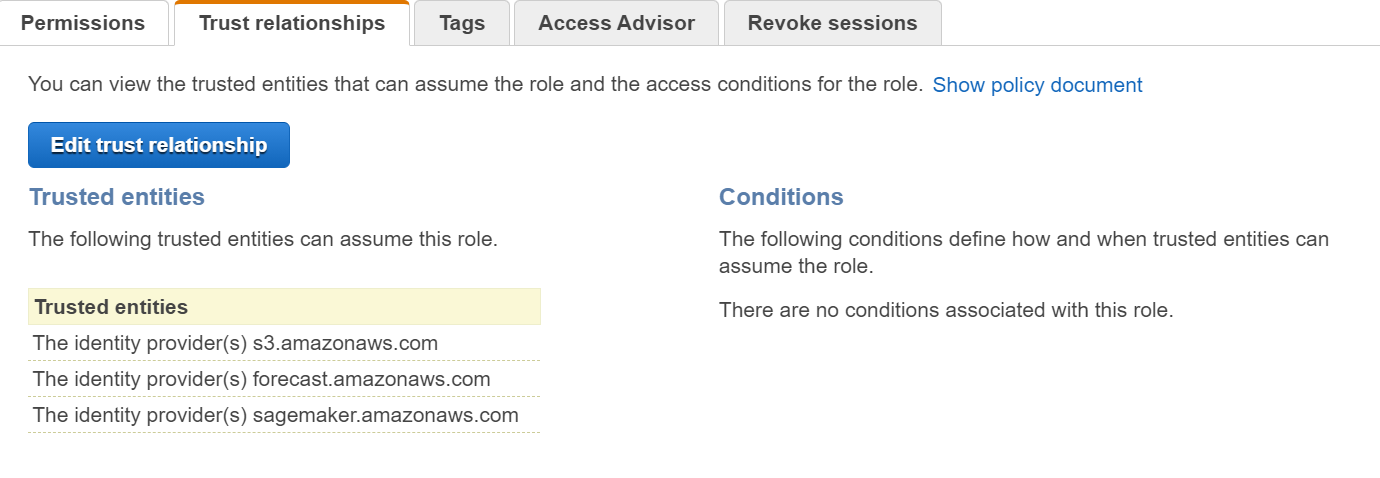 Permissions
Trust relationships
Tags
Access Advisor
Revoke sessions
You can view the trusted entities that can assume the role and the access conditions for the role. Show policy document
Edit trust relationship
Trusted entities
The following trusted entities can assume this role.
Trusted entities
The identity provider(s) s3.amazonaws.com
The identity provider(s) forecast.amazonaws.com
The identity provider(s) sagemaker.amazonaws.com
Conditions
The following conditions define how and when trusted entities can
assume the role.
There are no conditions associated with this role.